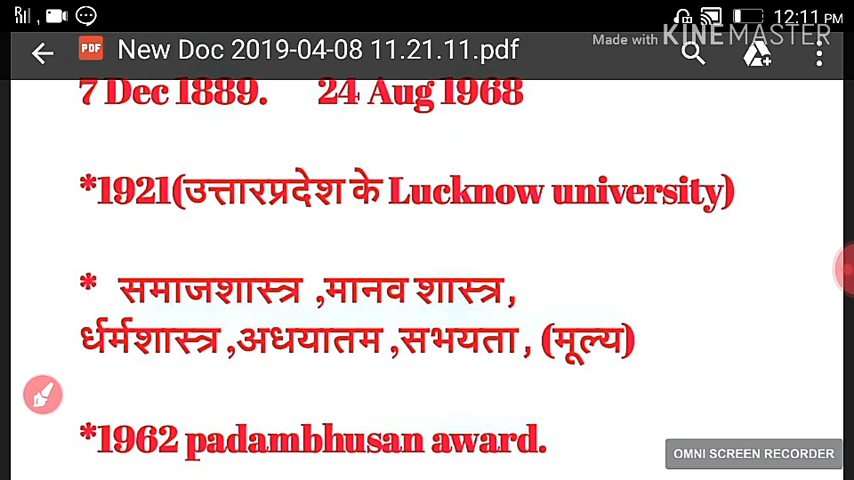 12:11 PM
Made with KINEMASTER
PDF New Doc 2019-04-08 11.21.11.pdf
7 Dec 1889. 24 Aug 1968
*1921(उत्तारप्रदेश के Lucknow university)
* समाजशास्त्र ,मानव शास्त्र,
र्धर्मशास्त्र ,अधयातम ,सभयता , (मूल्य)
*1962 padambhusan award.
OMNI SCREEN RECORDER